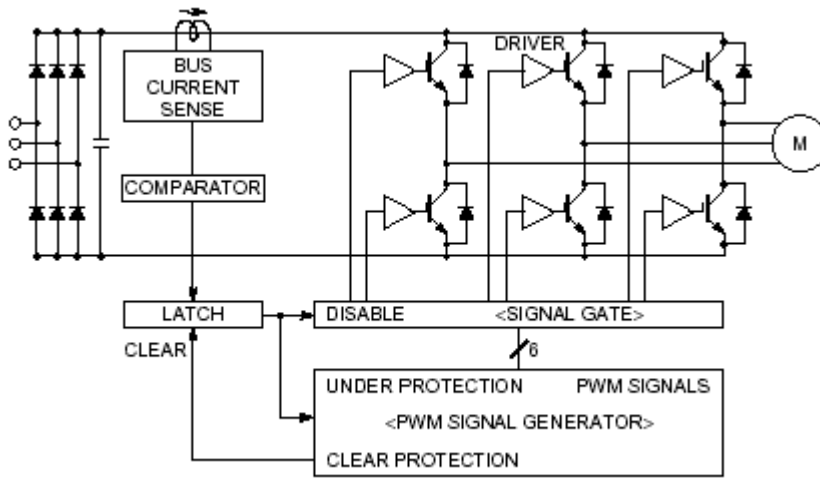 DRIVER
BUS
CURRENT
SENSE
M
COMPARATOR
LATCH
DISABLE <SIGNAL GATE>
CLEAR
6
UNDER PROTECTION PWM SIGNALS
<PWM SIGNAL GENERATOR>
CLEAR PROTECTION